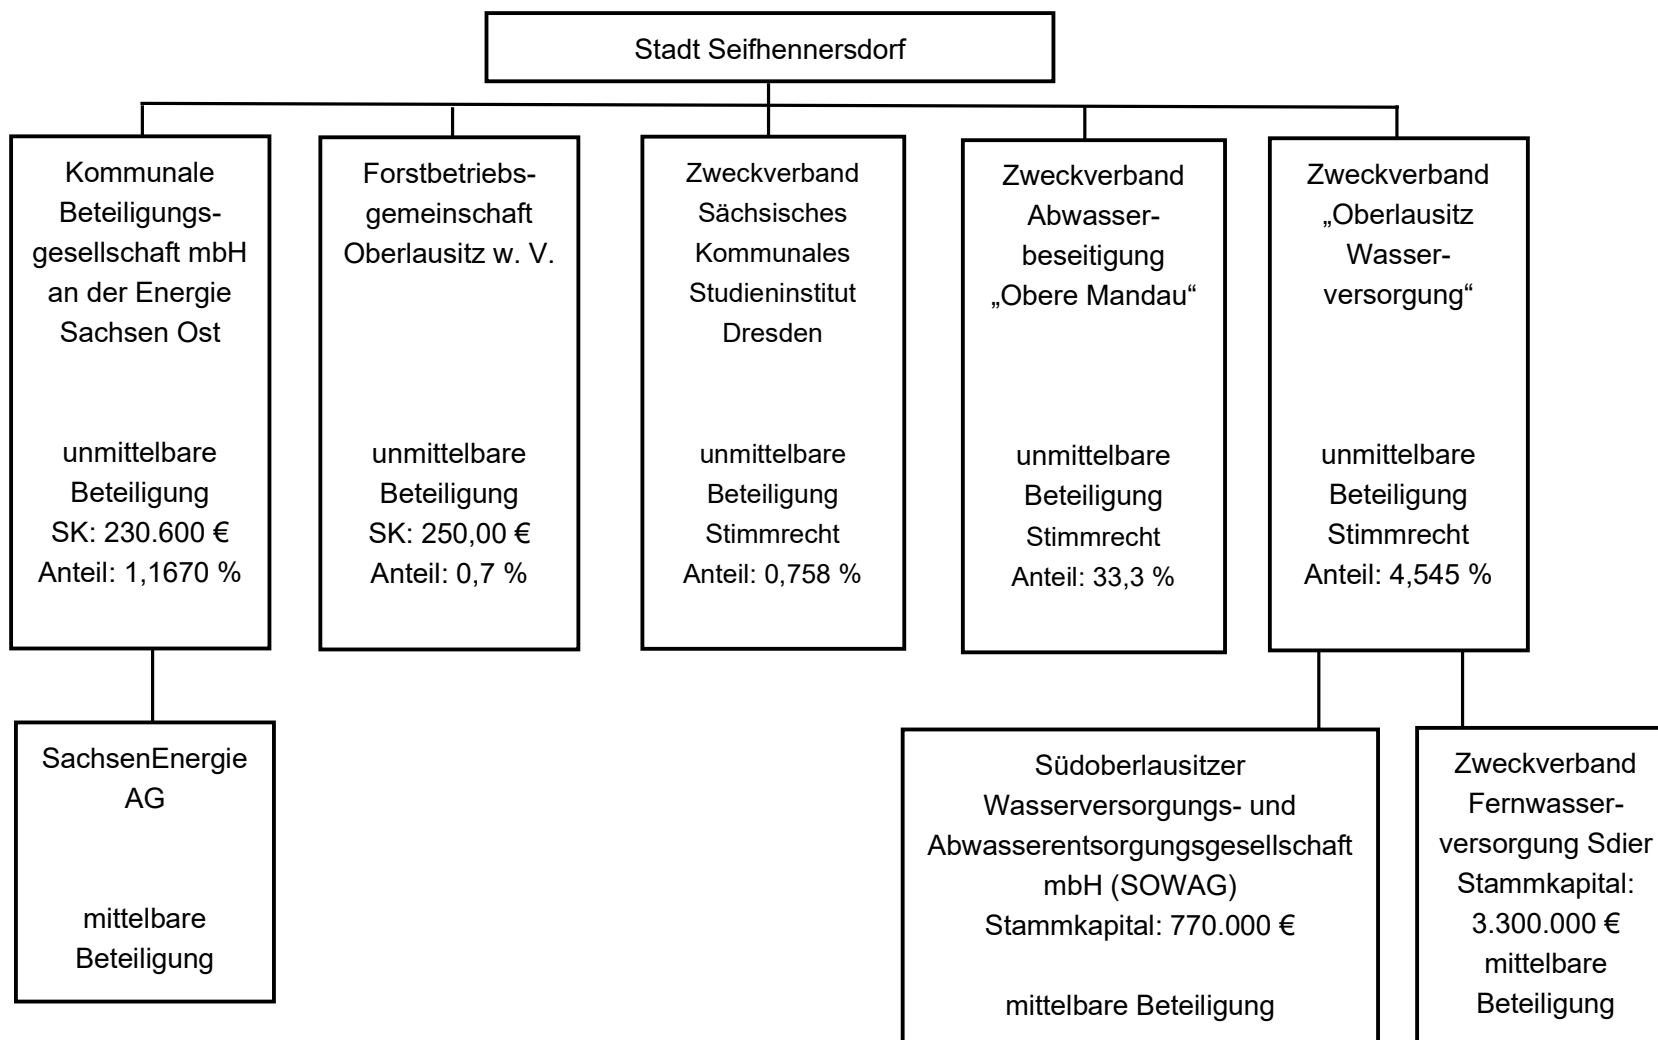 Stadt Seifhennersdorf
Kommunale
Beteiligungs-
gesellschaft mbH
an der Energie
Sachsen Ost
unmittelbare
Beteiligung
SK: 230.600 €
Anteil: 1,1670 %
Forstbetriebs-
gemeinschaft
Oberlausitz w. V.
unmittelbare
Beteiligung
SK: 250,00 €
Anteil: 0,7 %
Zweckverband
Sächsisches
Kommunales
Studieninstitut
Dresden
unmittelbare
Beteiligung
Stimmrecht
Anteil: 0,758 %
Zweckverband
Abwasser-
beseitigung
„Obere Mandau“
unmittelbare
Beteiligung
Stimmrecht
Anteil: 33,3 %
Zweckverband
„Oberlausitz
Wasser-
versorgung“
unmittelbare
Beteiligung
Stimmrecht
Anteil: 4,545 %
SachsenEnergie
AG
mittelbare
Beteiligung
Südoberlausitzer
Wasserversorgungs- und
Abwasserentsorgungsgesellschaft
mbH (SOWAG)
Stammkapital: 770.000 €
mittelbare Beteiligung
Zweckverband
Fernwasser-
versorgung Sdier
Stammkapital:
3.300.000 €
mittelbare
Beteiligung